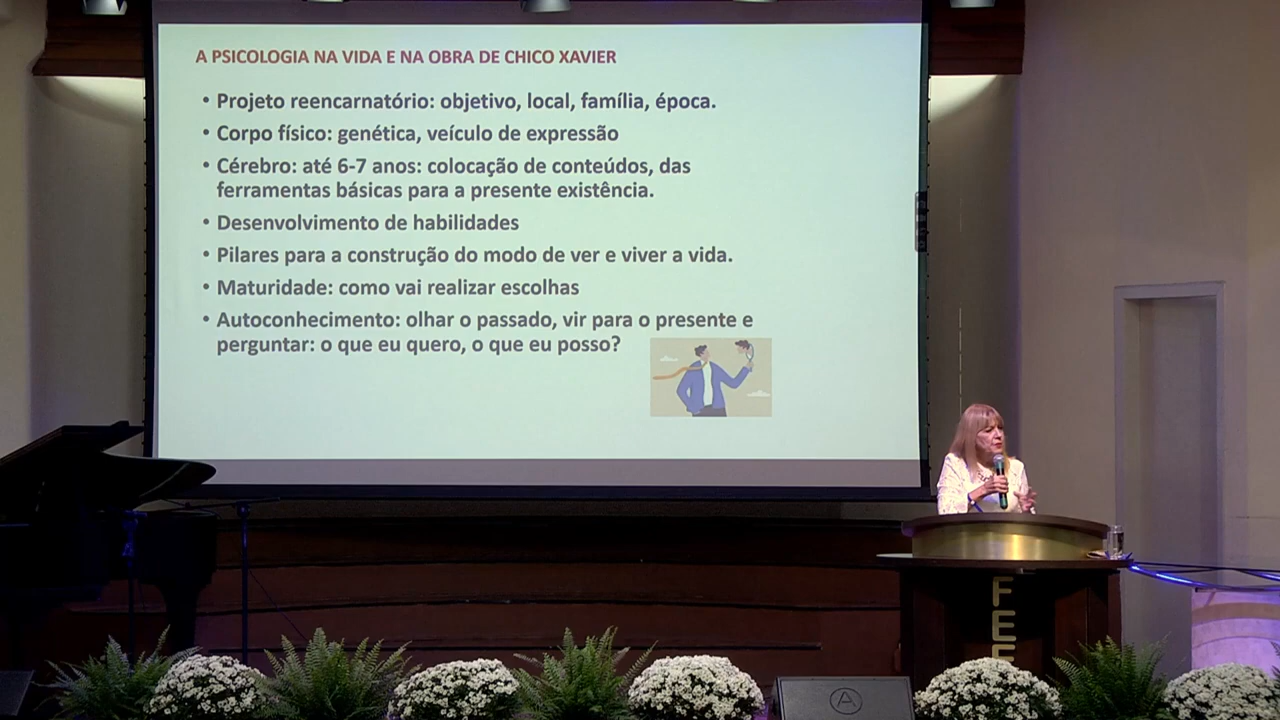 A PSICOLOGIA NA VIDA E NA OBRA DE CHICO XAVIER
• Projeto reencarnatório: objetivo, local, família, época.
• Corpo físico: genética, veículo de expressão
• Cérebro: até 6-7 anos: colocação de conteúdos, das
ferramentas básicas para a presente existência.
• Desenvolvimento de habilidades
• Pilares para a construção do modo de ver e viver a vida.
• Maturidade: como vai realizar escolhas
• Autoconhecimento: olhar o passado, vir para o presente e
perguntar: o que eu quero, o que eu posso?
FEE
A